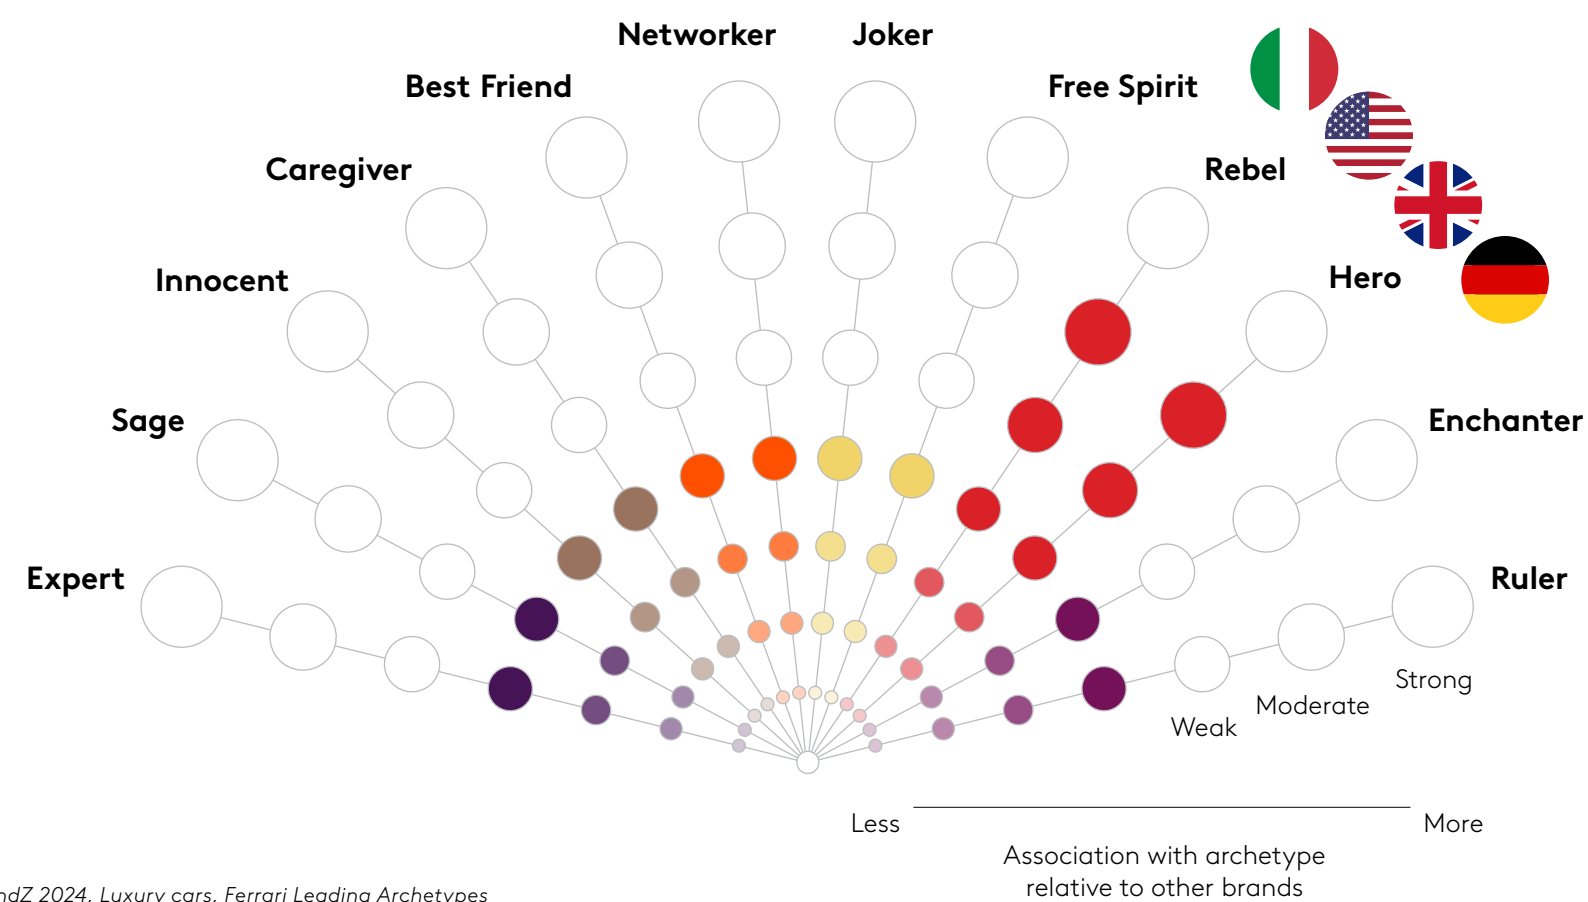 Networker
Joker
Best Friend
Free Spirit
Caregiver
Rebel
Innocent
Hero
Sage
Enchanter
Expert
Ruler
Strong
Moderate
Weak
Less
More
Association with archetype
relative to other brands
ndZ 2024, Luxury cars, Ferrari Leading Archetypes